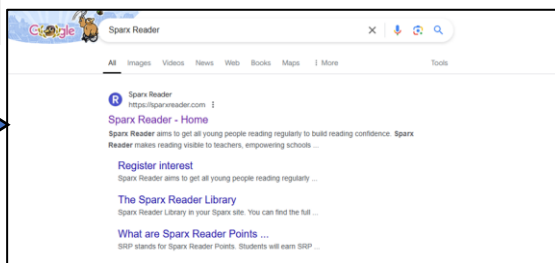 Google
Sparx Reader
All Images Videos News Web Books Maps More Tools
R Sparx Reader
https://sparxreader.com
Sparx Reader - Home
Sparx Reader aims to get all young people reading regularly to build reading confidence. Sparx
Reader makes reading visible to teachers, empowering schools ...
Register interest
Sparx Reader aims to get all young people reading regularly ...
The Sparx Reader Library
Sparx Reader Library in your Sparx site. You can find the full ...
What are Sparx Reader Points ...
SRP stands for Sparx Reader Points. Students will earn SRP ...